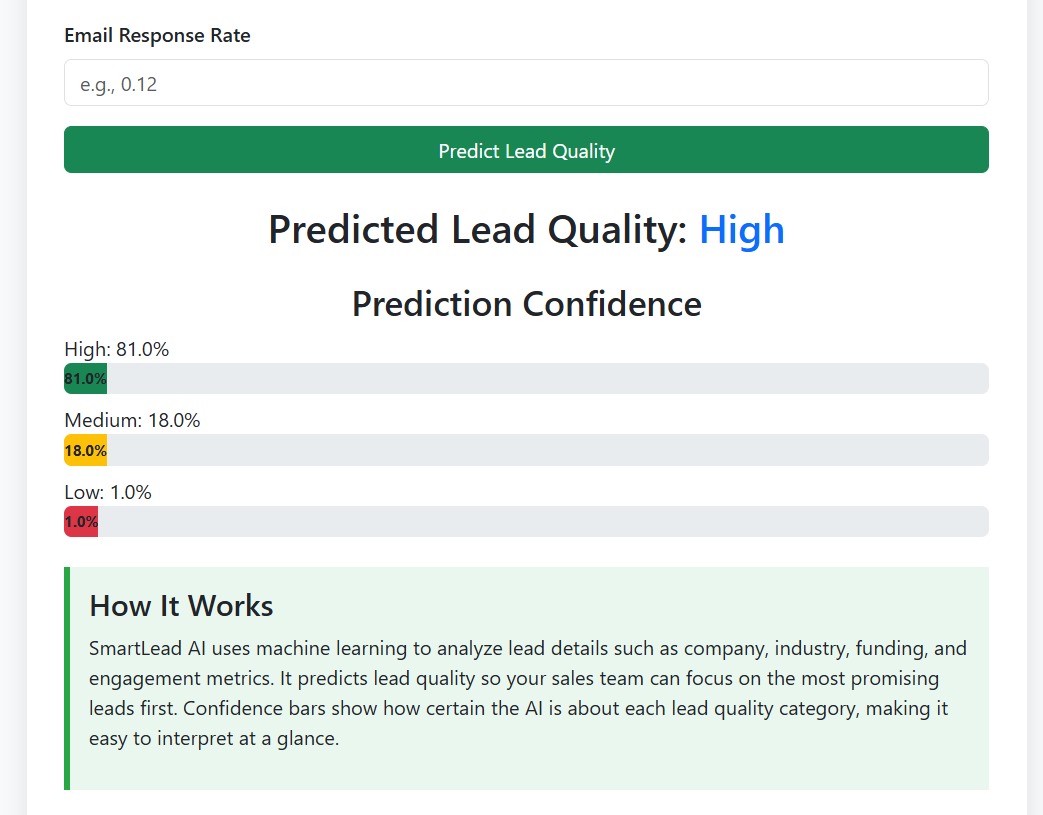 Email Response Rate
e.g., 0.12
Predict Lead Quality
Predicted Lead Quality: High
Prediction Confidence
High: 81.0%
81.0%
Medium: 18.0%
18.0%
Low: 1.0%
1.0%
How It Works
SmartLead AI uses machine learning to analyze lead details such as company, industry, funding, and
engagement metrics. It predicts lead quality so your sales team can focus on the most promising
leads first. Confidence bars show how certain the AI is about each lead quality category, making it
easy to interpret at a glance.